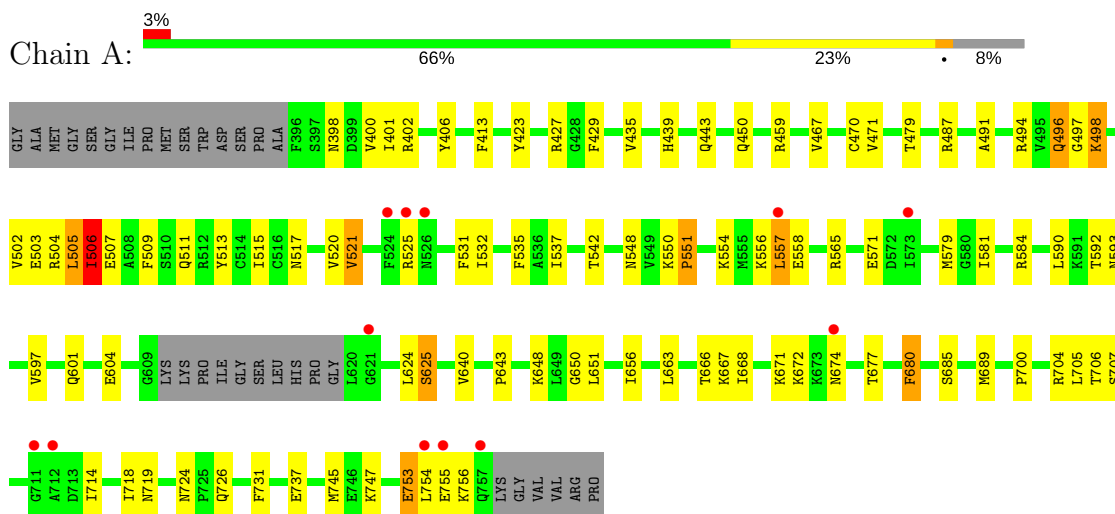 3%
Chain A:
66% 23% • 8%
GLY ALA MET GLY SER GLY ILE PRO MET SER TRP ASP SER PRO ALA F396 S397 N398 D399 V400 I401 R402 Y406 F413 Y423 R427 G428 F429 V435 H439 Q443 Q450 R459 V467 C470 V471 T479 R487 A491 R494 V495 Q496 G497 K498
V502 E503 R504 L505 I506 E507 A508 F509 S510 Q511 R512 Y513 C514 I515 C516 N517 V520 V521 F524 R525 N526 F531 I532 F535 A536 I537 T542 N548 V549 K550 P551 K554 M555 K556 L557 E558 R565 E571 D572 I573 M579 G580 I581 R584 L590 K591 T592 N593
V597 Q601 E604 G609 LYS LYS PRO ILE GLY SER LEU HIS PRO GLY L620 G621 L624 S625 V640 P643 K648 L649 G650 L651 I656 L663 T666 K667 I668 K671 K672 K673 N674 T677 F680 S685 M689 P700 R704 L705 T706 S707
G711 A712 D713 I714 I718 N719 N724 P725 Q726 F731 E737 M745 E746 K747 E753 L754 E755 K756 Q757 LYS GLY VAL VAL ARG PRO